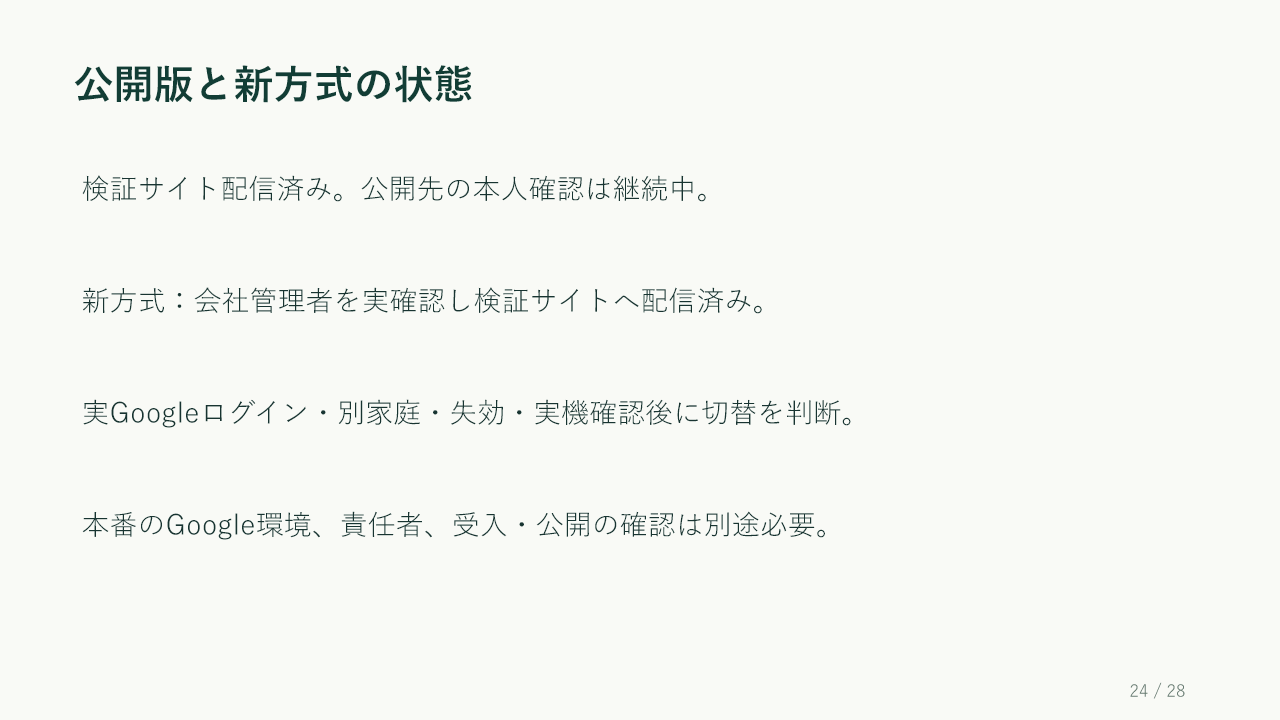 公開版と新方式の状態
検証サイト配信済み。公開先の本人確認は継続中。
新方式：会社管理者を実確認し検証サイトへ配信済み。
実Googleログイン・別家庭・失効・実機確認後に切替を判断。
本番のGoogle環境、責任者、受入・公開の確認は別途必要。
24 / 28